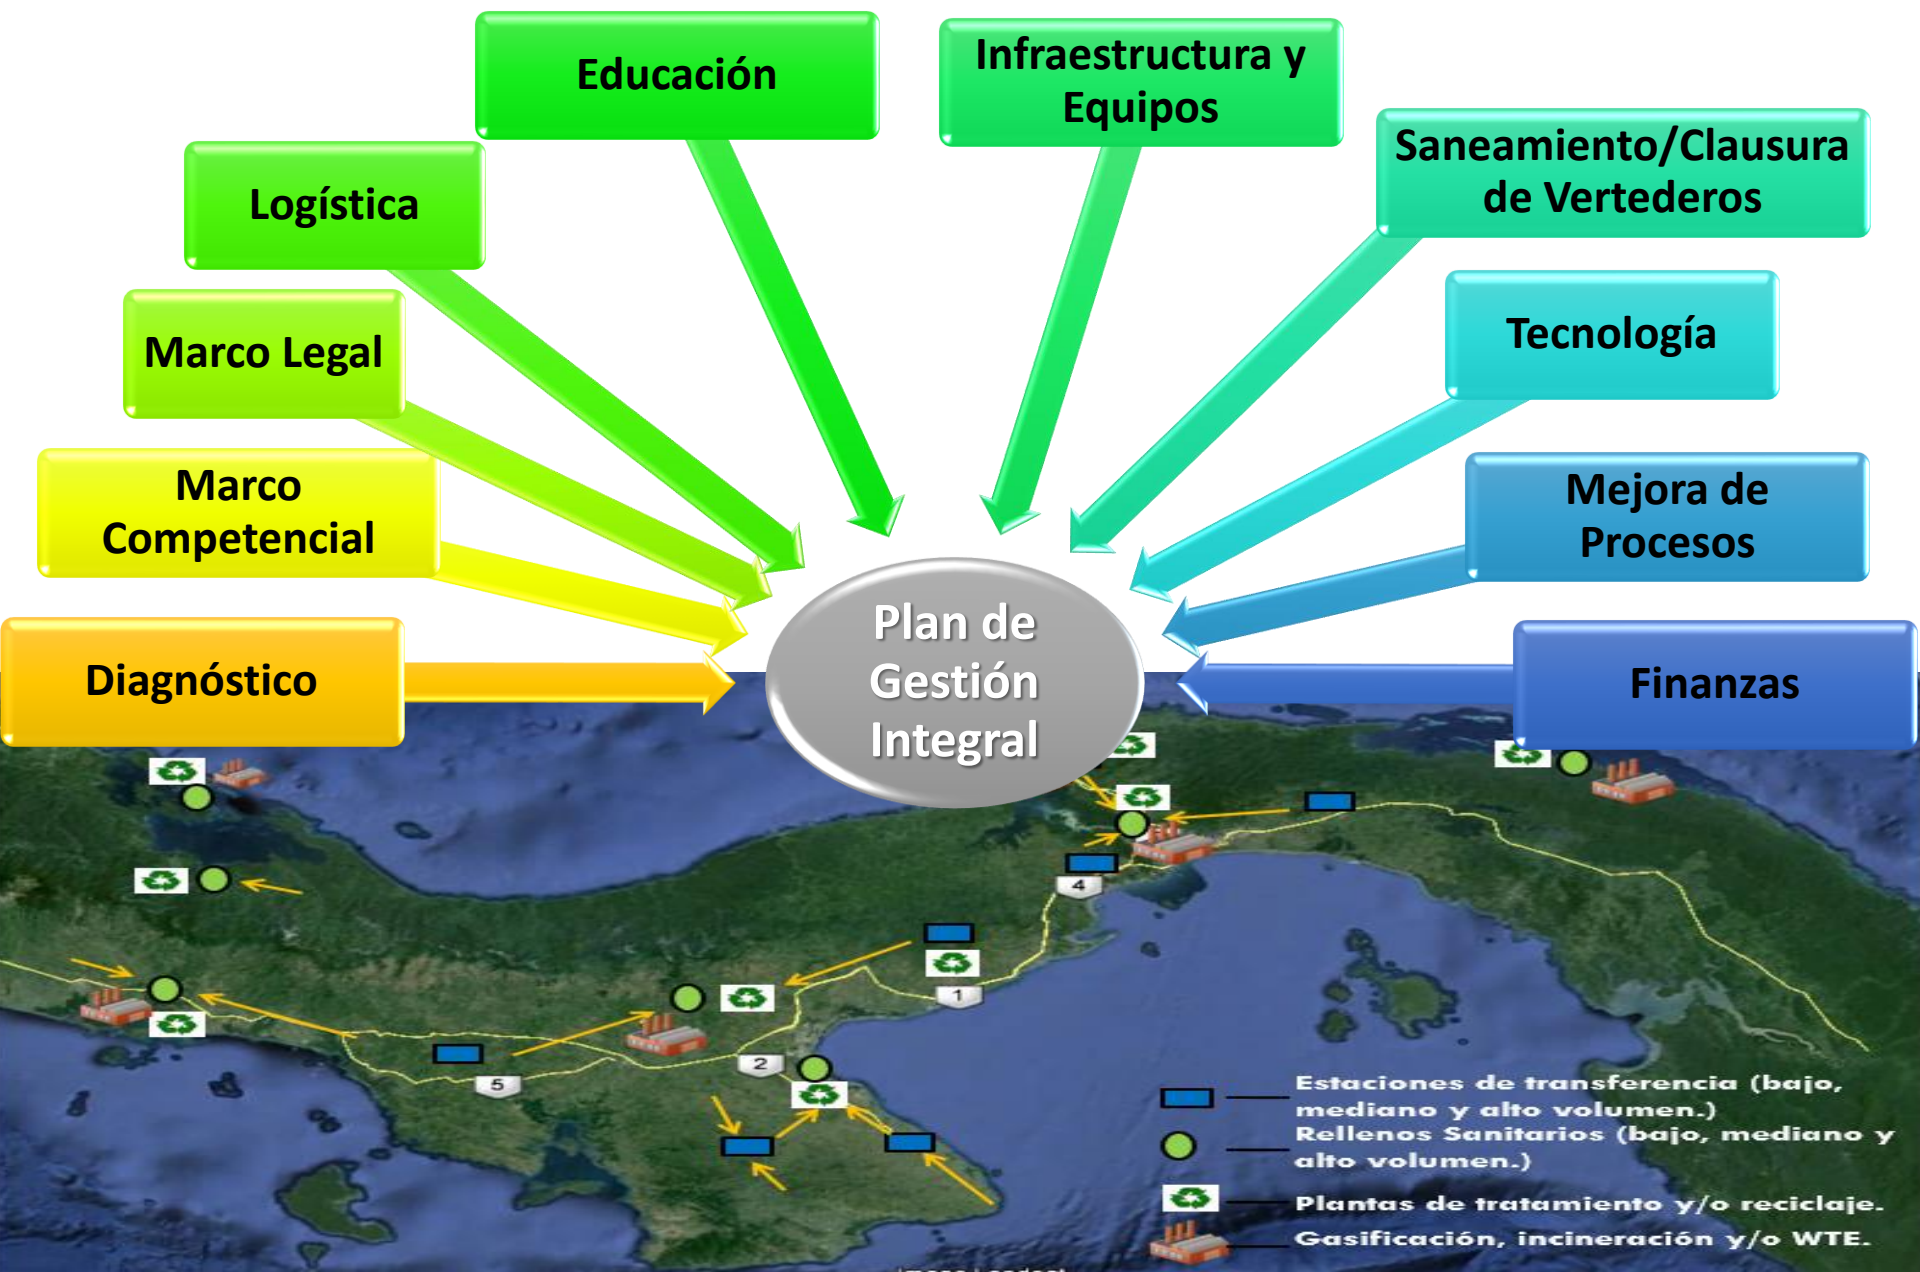 Educación
Infraestructura y
Equipos
Saneamiento/Clausura
de Vertederos
Logística
Tecnología
Marco Legal
Marco
Competencial
Mejora de
Procesos
Diagnóstico
Plan de
Gestión
Integral
Finanzas
4
1
2
5
Estaciones de transferencia (bajo,
mediano y alto volumen.)
Rellenos Sanitarios (bajo, mediano y
alto volumen.)
Plantas de tratamiento y/o reciclaje.
Gasificación, incineración y/o WTE.